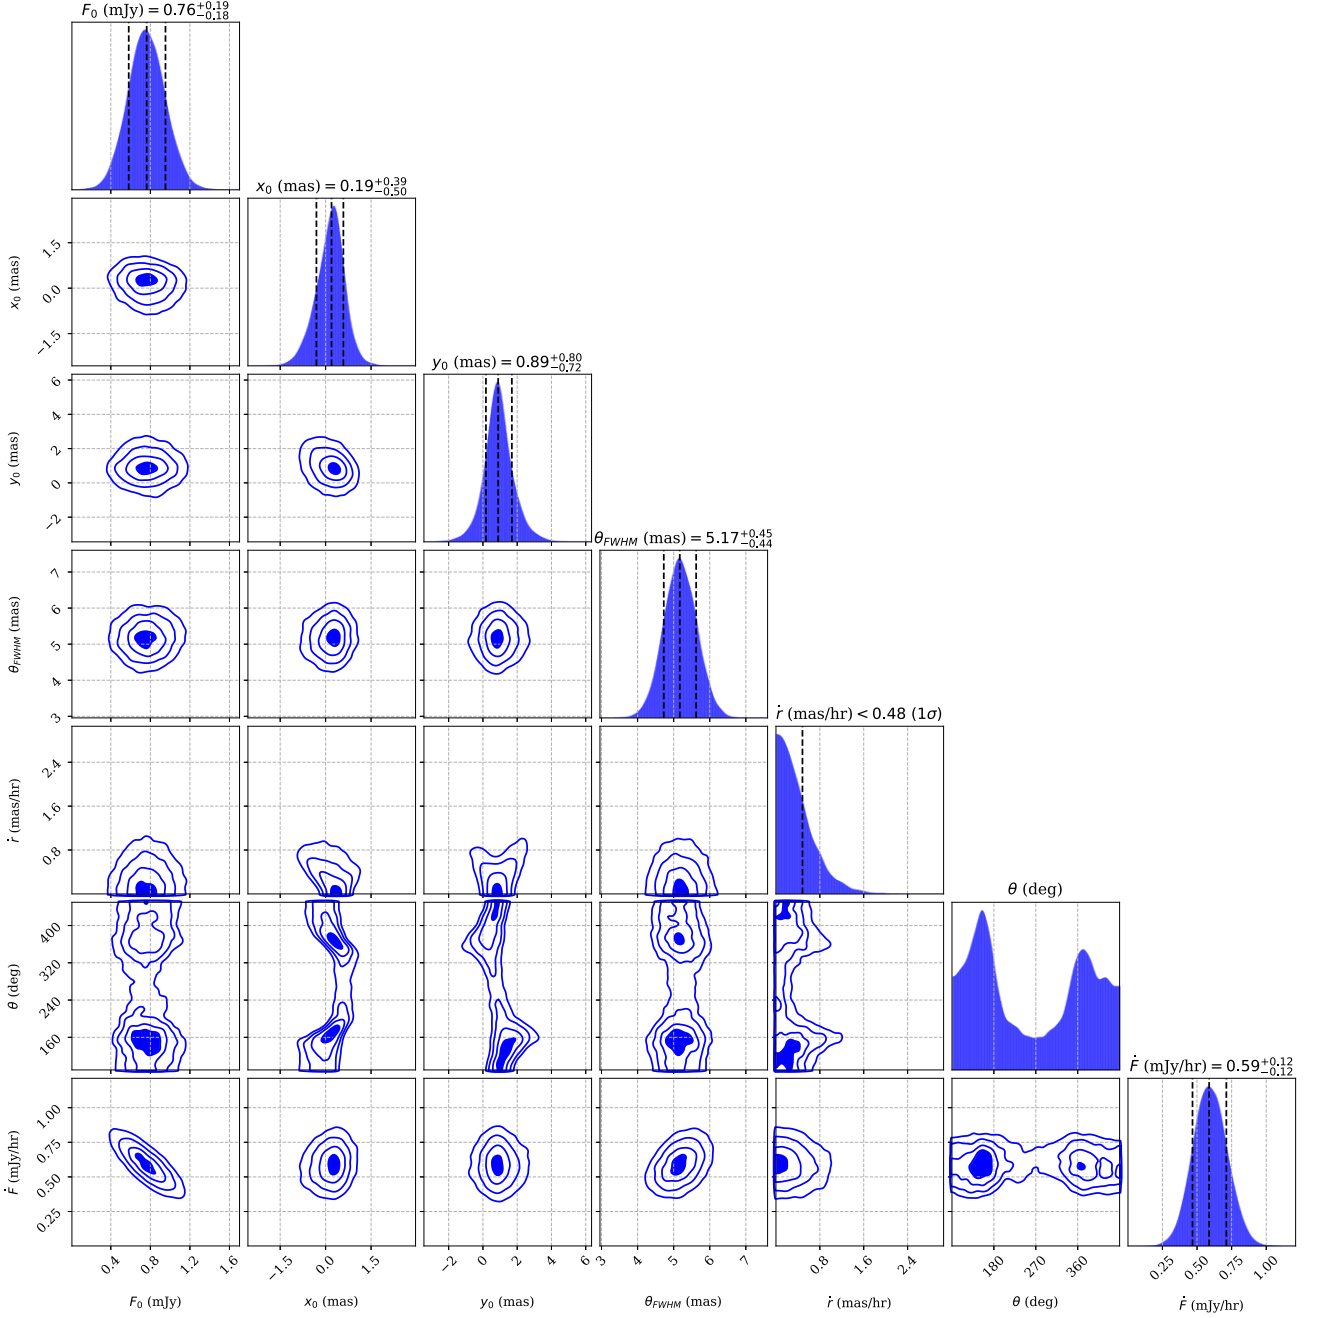 F₀ (mJy) = 0.76 +0.19 −0.18
x₀ (mas) = 0.19 +0.39 −0.50
1.5
0.0
−1.5
x₀ (mas)
y₀ (mas) = 0.89 +0.80 −0.72
6
4
2
0
−2
y₀ (mas)
θFWHM (mas) = 5.17 +0.45 −0.44
7
6
5
4
3
θFWHM (mas)
ṙ (mas/hr) < 0.48 (1σ)
2.4
1.6
0.8
ṙ (mas/hr)
θ (deg)
400
320
240
160
θ (deg)
Ḟ (mJy/hr) = 0.59 +0.12 −0.12
1.00
0.75
0.50
0.25
Ḟ (mJy/hr)
0.4 0.8 1.2 1.6 −1.5 0.0 1.5 −2 0 2 4 6 3 4 5 6 7 0.8 1.6 2.4 180 270 360 0.25 0.50 0.75 1.00
F₀ (mJy) x₀ (mas) y₀ (mas) θFWHM (mas) ṙ (mas/hr) θ (deg) Ḟ (mJy/hr)